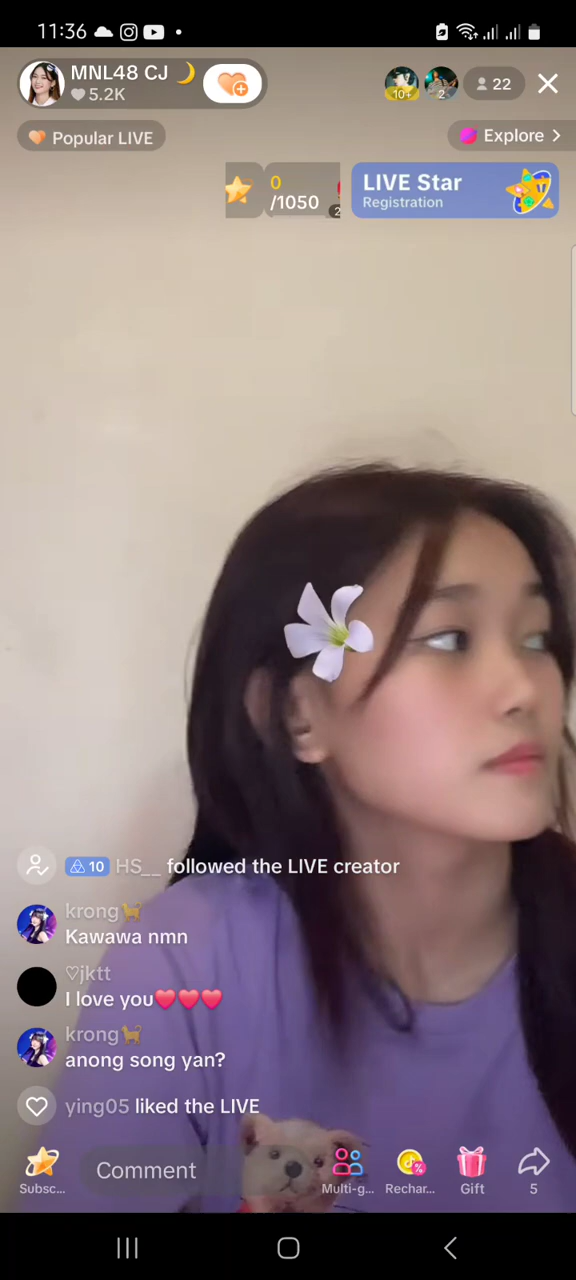 11:36
MNL48 CJ 🌙
5.2K
10+
2
22
Popular LIVE
Explore >
0
/1050
2
LIVE Star
Registration
10 HS__ followed the LIVE creator
krong🐈
Kawawa nmn
♡jktt
I love you❤️❤️❤️
krong🐈
anong song yan?
ying05 liked the LIVE
Comment
Subsc...
Multi-g...
Rechar...
Gift
5